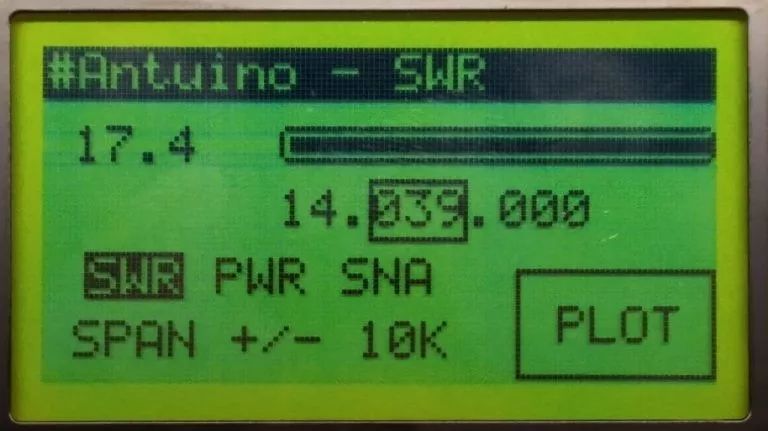 #Antuino - SWR
17.4
14.039.000
SWR PWR SNA
SPAN +/- 10K
PLOT